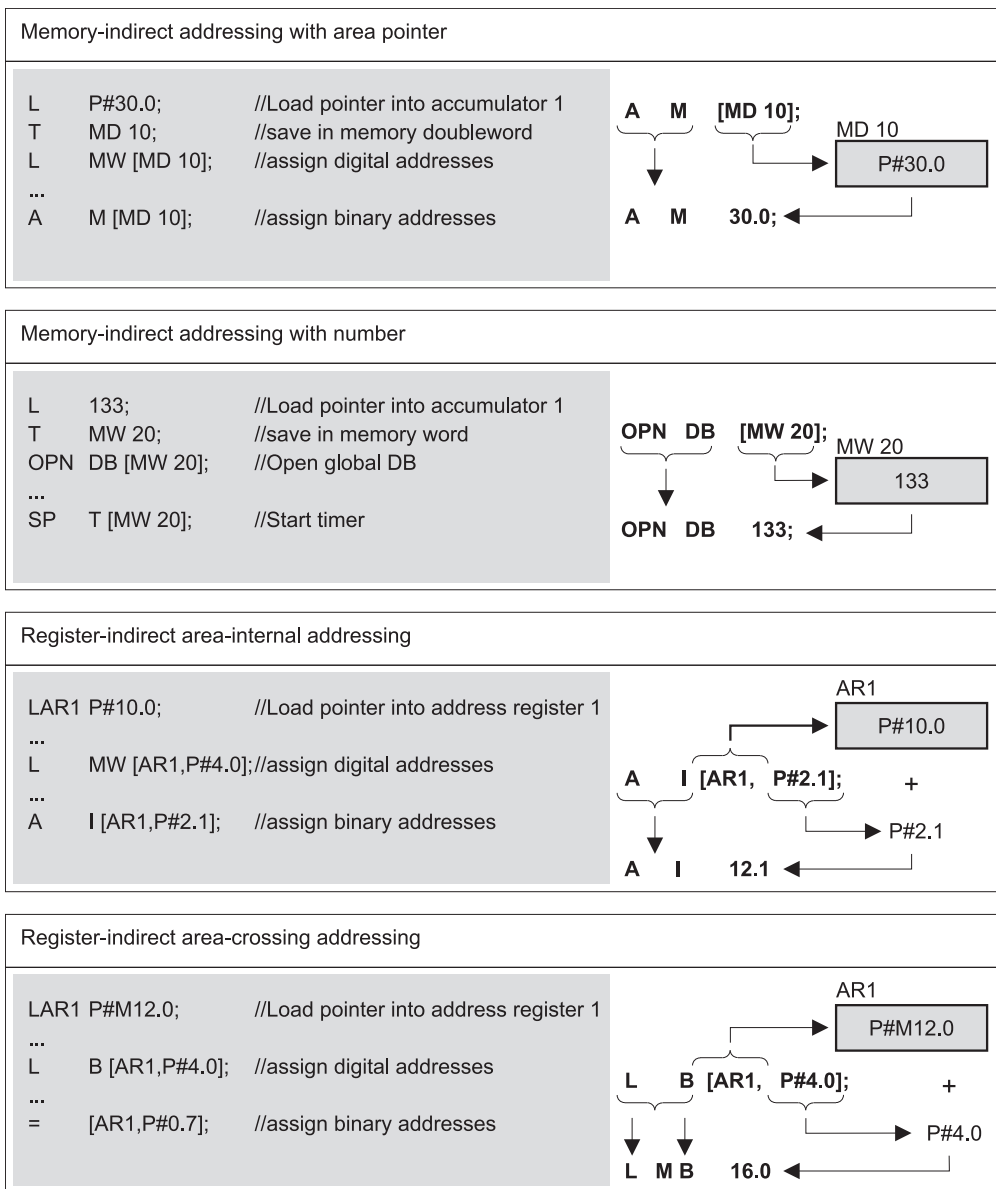 Memory-indirect addressing with area pointer
L P#30.0; //Load pointer into accumulator 1
T MD 10; //save in memory doubleword
L MW [MD 10]; //assign digital addresses
...
A M [MD 10]; //assign binary addresses
A M [MD 10];
MD 10
P#30.0
A M 30.0;
Memory-indirect addressing with number
L 133; //Load pointer into accumulator 1
T MW 20; //save in memory word
OPN DB [MW 20]; //Open global DB
...
SP T [MW 20]; //Start timer
OPN DB [MW 20];
MW 20
133
OPN DB 133;
Register-indirect area-internal addressing
LAR1 P#10.0; //Load pointer into address register 1
...
L MW [AR1,P#4.0]; //assign digital addresses
...
A I [AR1,P#2.1]; //assign binary addresses
AR1
P#10.0
A I [AR1, P#2.1]; +
P#2.1
A I 12.1
Register-indirect area-crossing addressing
LAR1 P#M12.0; //Load pointer into address register 1
...
L B [AR1,P#4.0]; //assign digital addresses
...
= [AR1,P#0.7]; //assign binary addresses
AR1
P#M12.0
L B [AR1, P#4.0]; +
P#4.0
L M B 16.0